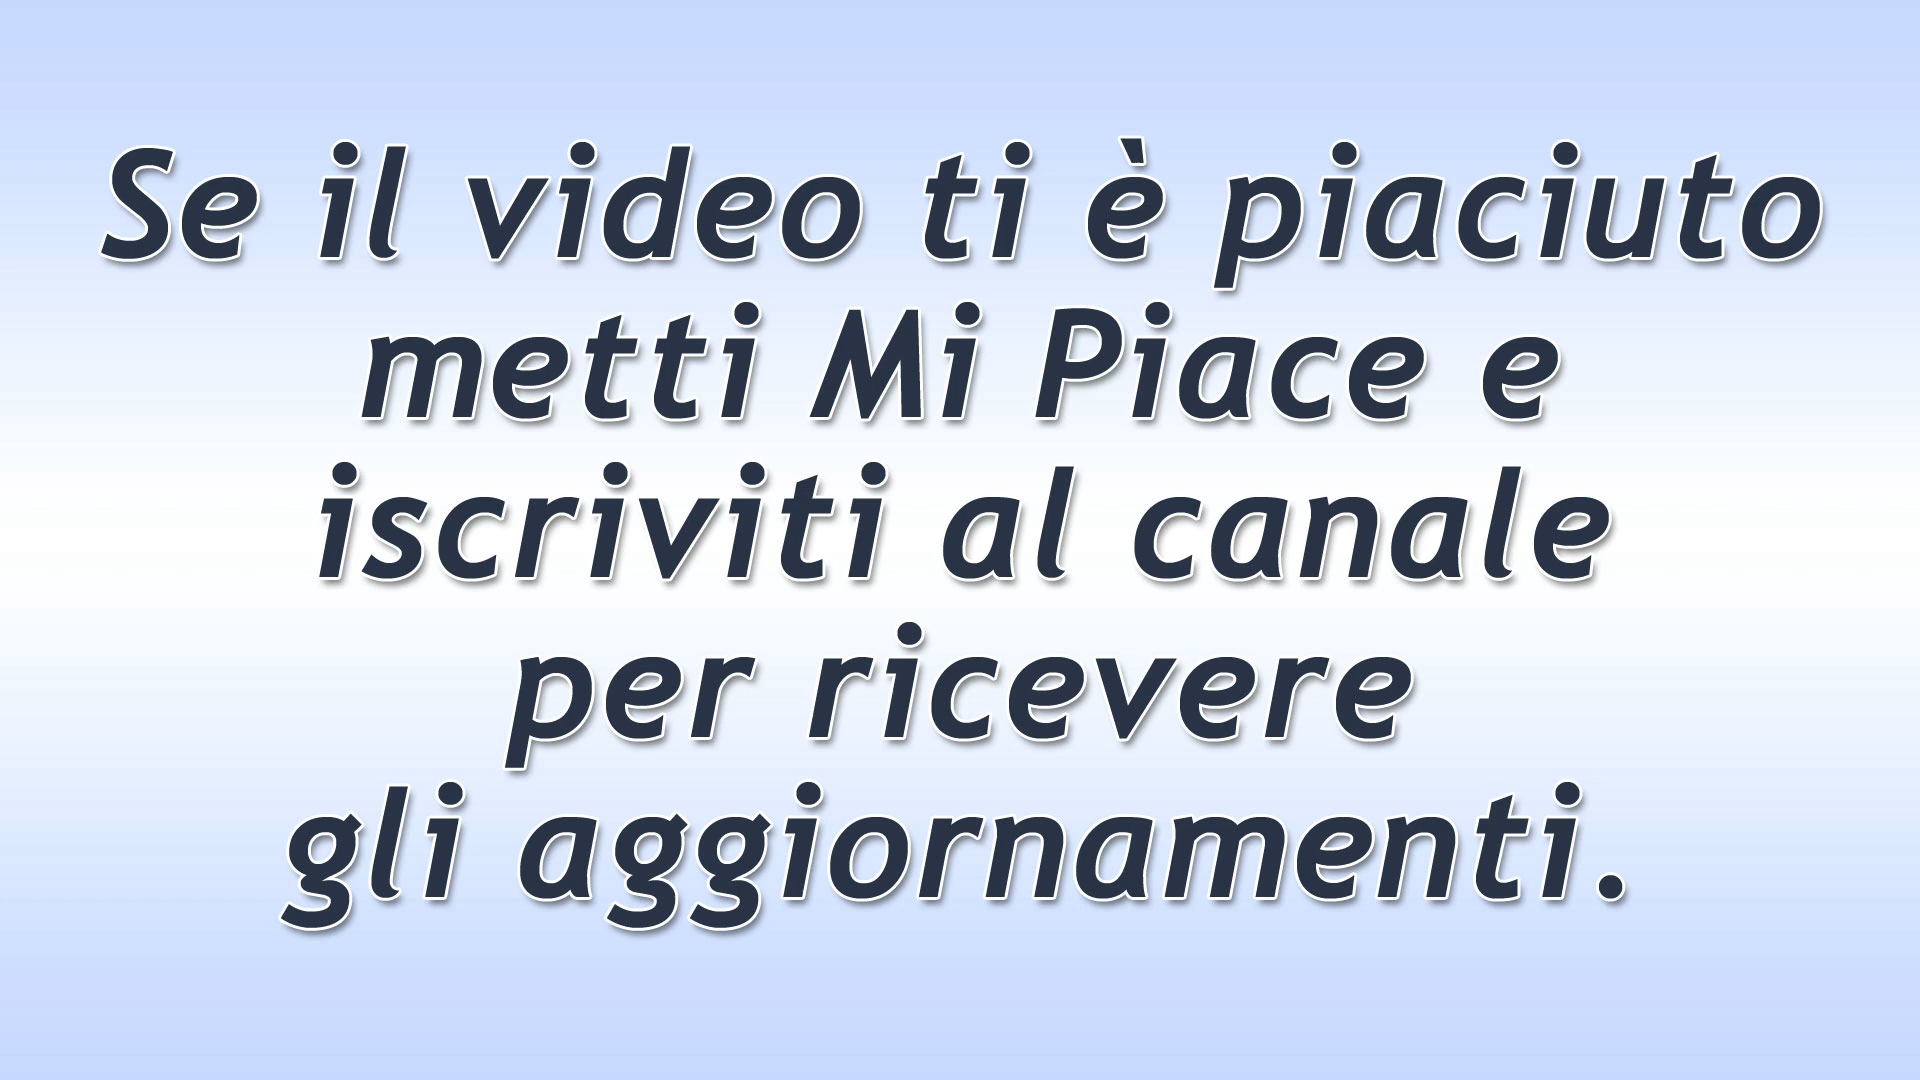 Se il video ti è piaciuto
metti Mi Piace e
iscriviti al canale
per ricevere
gli aggiornamenti.